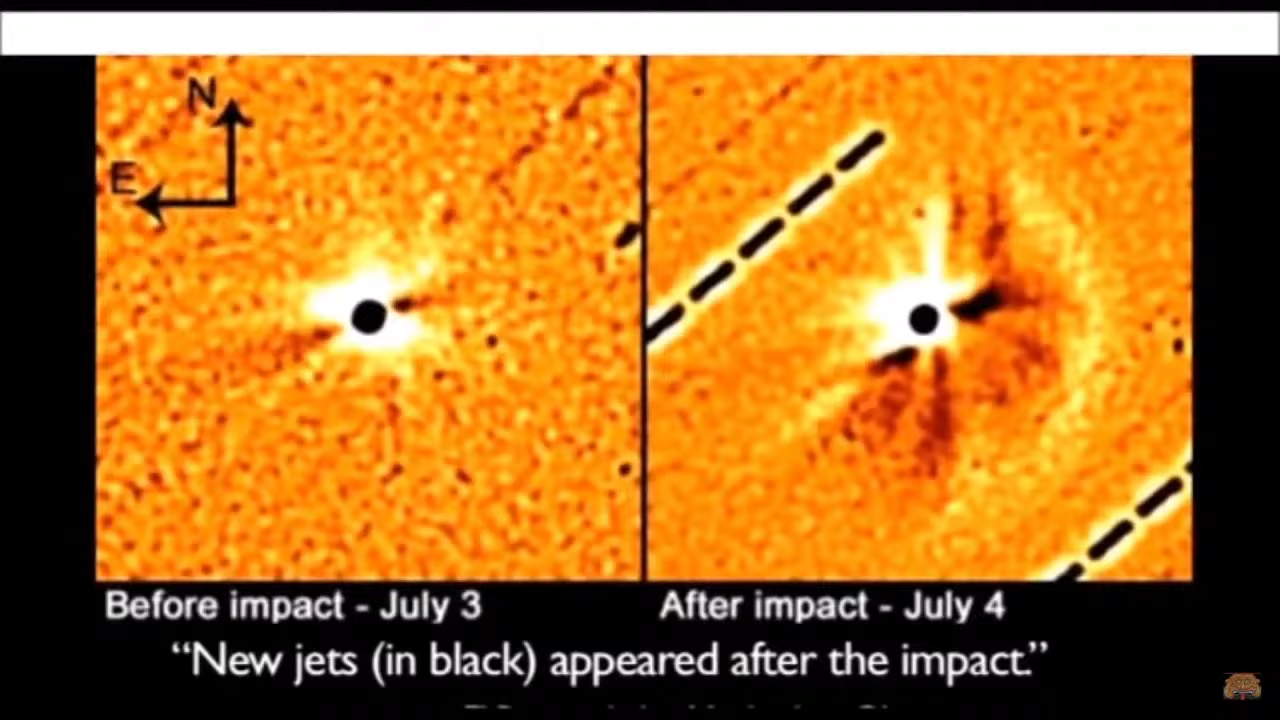 N
E
Before impact - July 3
After impact - July 4
“New jets (in black) appeared after the impact.”